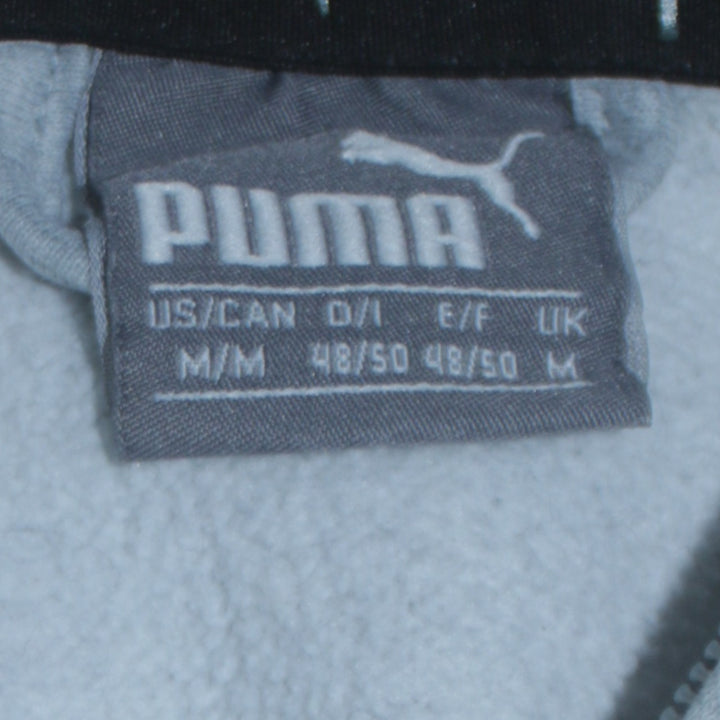 PUMA
US/CAN D/I E/F UK
M/M 48/50 48/50 M